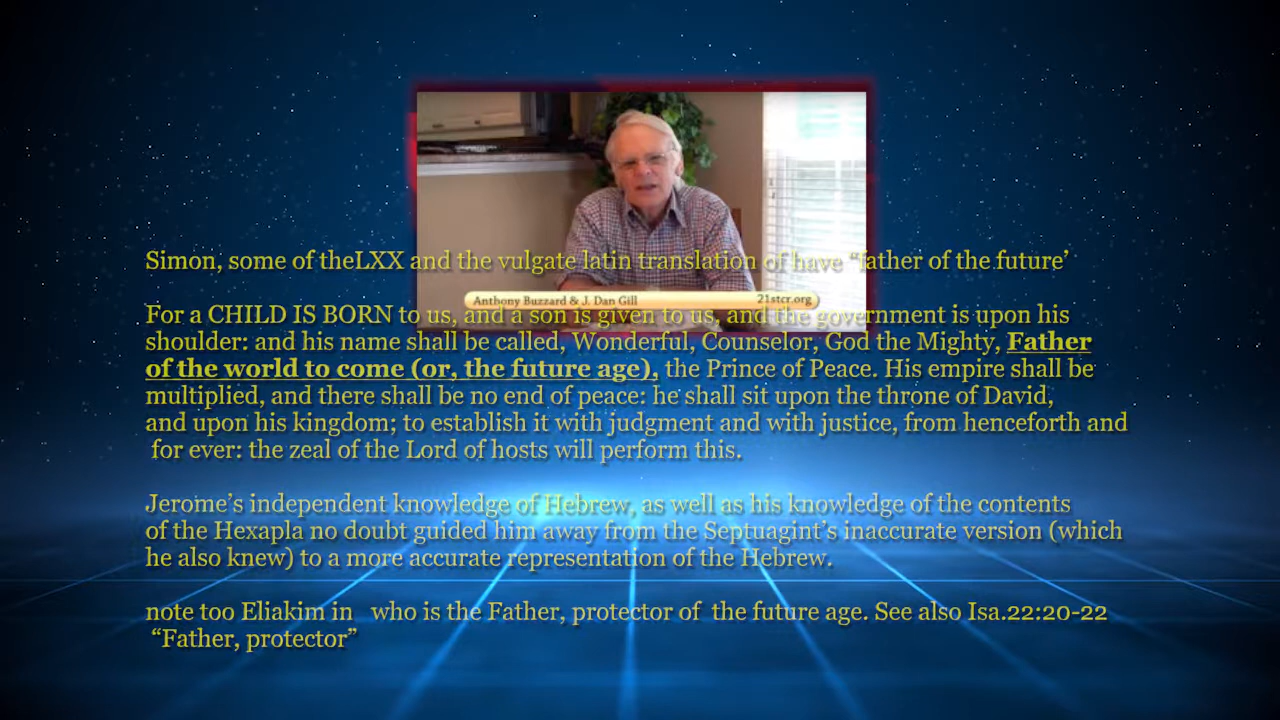 Simon, some of theLXX and the vulgate latin translation of have “father of the future’
Anthony Buzzard & J. Dan Gill 21stcr.org
For a CHILD IS BORN to us, and a son is given to us, and the government is upon his
shoulder: and his name shall be called, Wonderful, Counselor, God the Mighty, Father
of the world to come (or, the future age), the Prince of Peace. His empire shall be
multiplied, and there shall be no end of peace: he shall sit upon the throne of David,
and upon his kingdom; to establish it with judgment and with justice, from henceforth and
for ever: the zeal of the Lord of hosts will perform this.
Jerome’s independent knowledge of Hebrew, as well as his knowledge of the contents
of the Hexapla no doubt guided him away from the Septuagint’s inaccurate version (which
he also knew) to a more accurate representation of the Hebrew.
note too Eliakim in who is the Father, protector of the future age. See also Isa.22:20-22
“Father, protector”